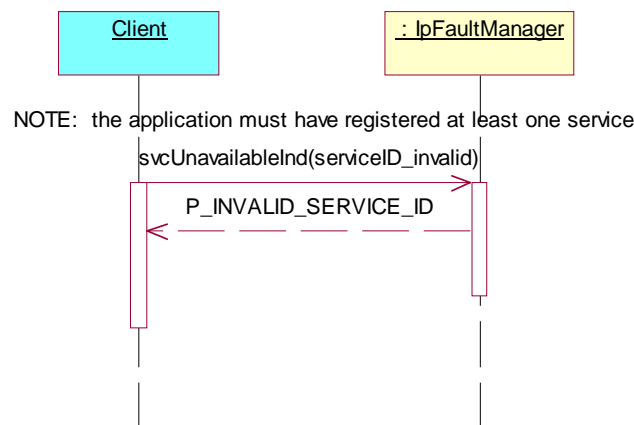 Client
: IpFaultManager
NOTE: the application must have registered at least one service
svcUnavailableInd(serviceID_invalid)
P_INVALID_SERVICE_ID